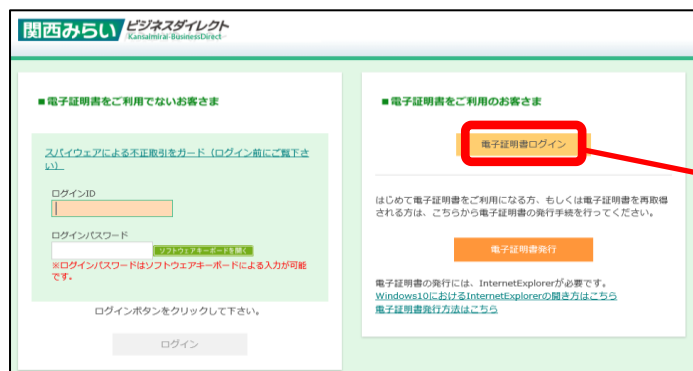 関西みらい ビジネスダイレクト
Kansaimirai BusinessDirect
■電子証明書をご利用でないお客さま
スパイウェアによる不正取引をガード（ログイン前にご覧下さ
い）
ログインID
ログインパスワード
ソフトウェアキーボードを開く
※ログインパスワードはソフトウェアキーボードによる入力が可能
です。
ログインボタンをクリックして下さい。
ログイン
■電子証明書をご利用のお客さま
電子証明書ログイン
はじめて電子証明書をご利用になる方、もしくは電子証明書を再取得
される方は、こちらから電子証明書の発行手続を行ってください。
電子証明書発行
電子証明書の発行には、InternetExplorerが必要です。
Windows10におけるInternetExplorerの開き方はこちら
電子証明書発行方法はこちら